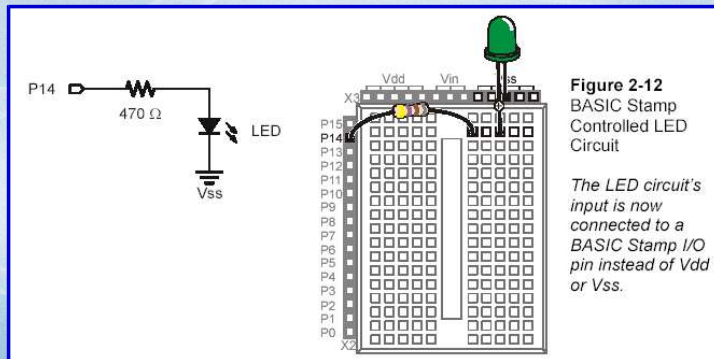 P14
470 Ω
LED
Vss
Vdd Vin Vss
X3
P15
P14
P13
P12
P11
P10
P9
P8
P7
P6
P5
P4
P3
P2
P1
P0
X2
Figure 2-12
BASIC Stamp
Controlled LED
Circuit
The LED circuit's
input is now
connected to a
BASIC Stamp I/O
pin instead of Vdd
or Vss.